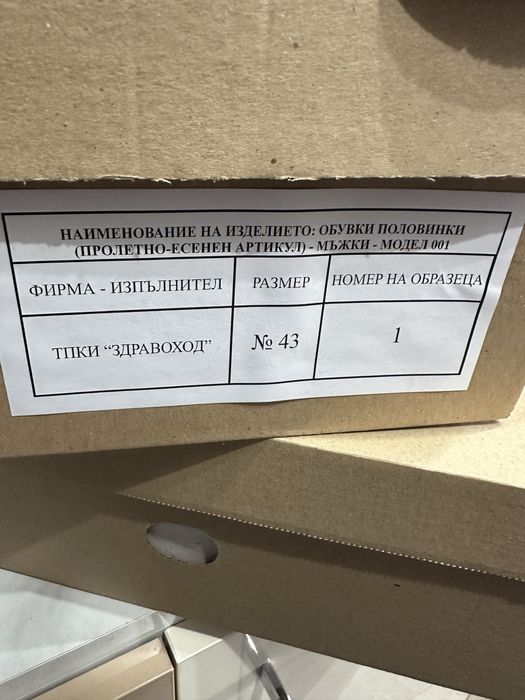 НАИМЕНОВАНИЕ НА ИЗДЕЛИЕТО: ОБУВКИ ПОЛОВИНКИ
(ПРОЛЕТНО-ЕСЕНЕН АРТИКУЛ) - МЪЖКИ - МОДЕЛ 001
ФИРМА - ИЗПЪЛНИТЕЛ РАЗМЕР НОМЕР НА ОБРАЗЕЦА
ТПКИ “ЗДРАВОХОД” № 43 1